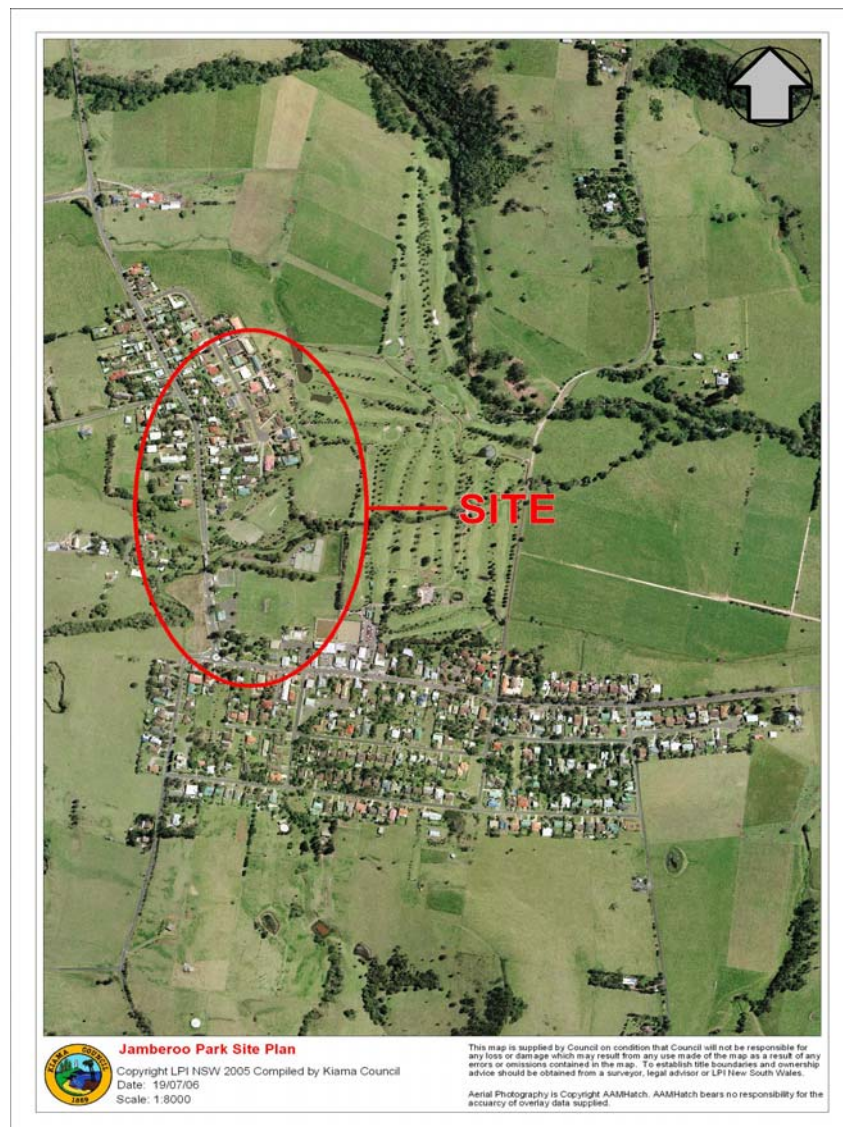 SITE
KIAMA COUNCIL
1859
Jamberoo Park Site Plan
Copyright LPI NSW 2005 Compiled by Kiama Council
Date: 19/07/06
Scale: 1:8000
This map is supplied by Council on condition that Council will not be responsible for
any loss or damage which may result from any use made of the map as a result of any
errors or omissions contained in the map. To establish title boundaries and ownership
advice should be obtained from a surveyor, legal advisor or LPI New South Wales.
Aerial Photography is Copyright AAMHatch. AAMHatch bears no responsibility for the
accuarcy of overlay data supplied.